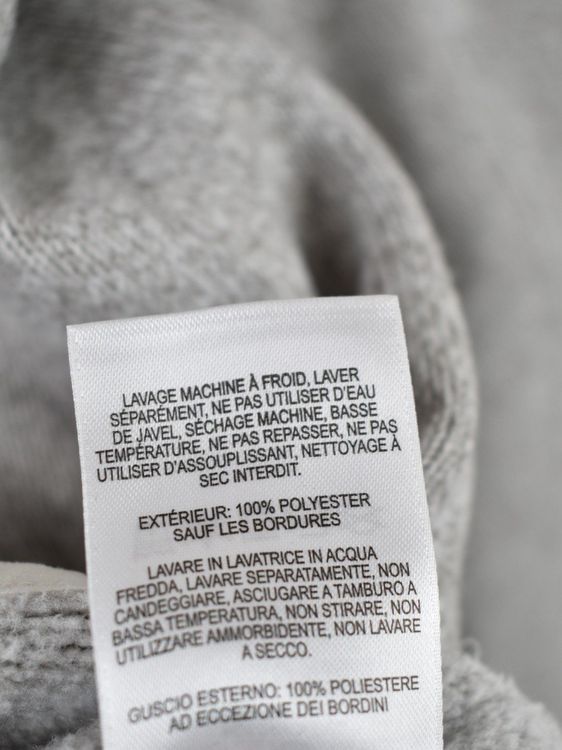 LAVAGE MACHINE À FROID, LAVER
SÉPARÉMENT, NE PAS UTILISER D'EAU
DE JAVEL, SÉCHAGE MACHINE, BASSE
TEMPÉRATURE, NE PAS REPASSER, NE PAS
UTILISER D'ASSOUPLISSANT, NETTOYAGE À
SEC INTERDIT.
EXTÉRIEUR: 100% POLYESTER
SAUF LES BORDURES
LAVARE IN LAVATRICE IN ACQUA
FREDDA, LAVARE SEPARATAMENTE, NON
CANDEGGIARE, ASCIUGARE A TAMBURO A
BASSA TEMPERATURA, NON STIRARE, NON
UTILIZZARE AMMORBIDENTE, NON LAVARE
A SECCO.
GUSCIO ESTERNO: 100% POLIESTERE
AD ECCEZIONE DEI BORDINI